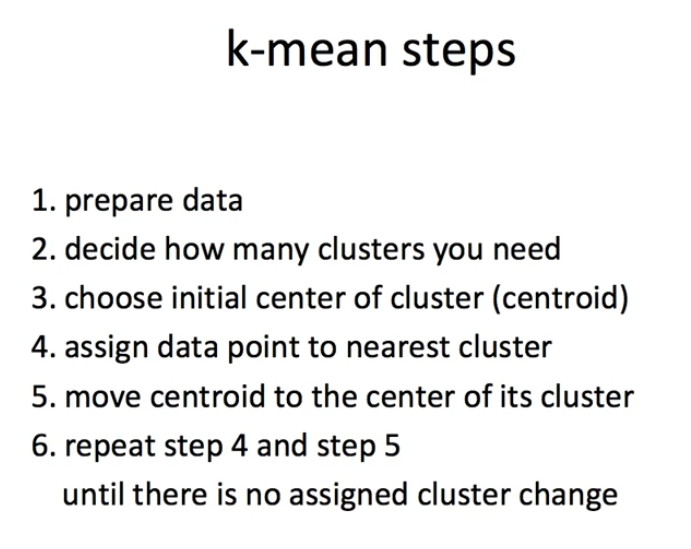 k-mean steps
1. prepare data
2. decide how many clusters you need
3. choose initial center of cluster (centroid)
4. assign data point to nearest cluster
5. move centroid to the center of its cluster
6. repeat step 4 and step 5
until there is no assigned cluster change